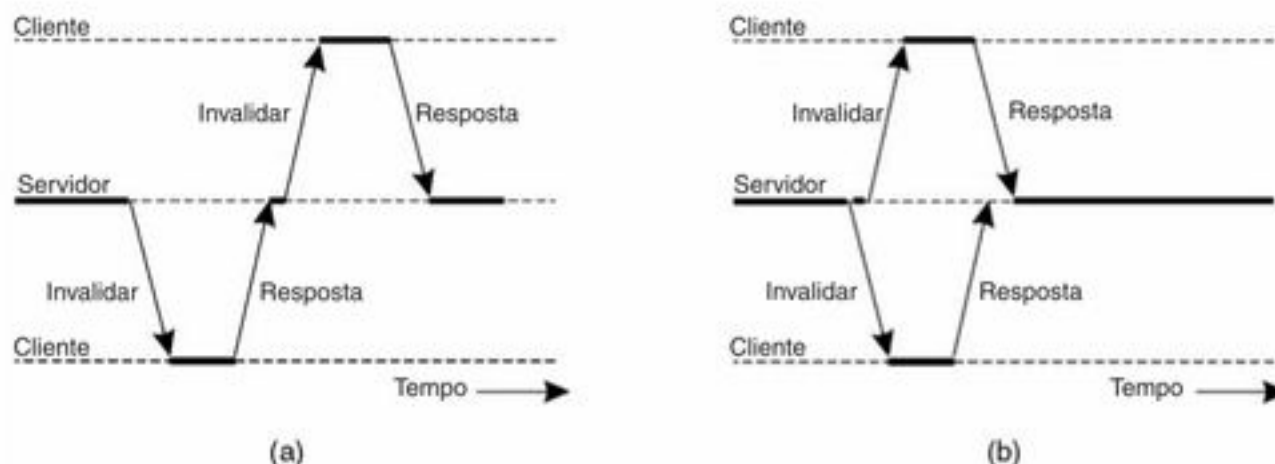 Cliente
Invalidar
Resposta
Servidor
Invalidar
Resposta
Cliente
Tempo
(a)
Cliente
Invalidar
Resposta
Servidor
Invalidar
Resposta
Cliente
Tempo
(b)